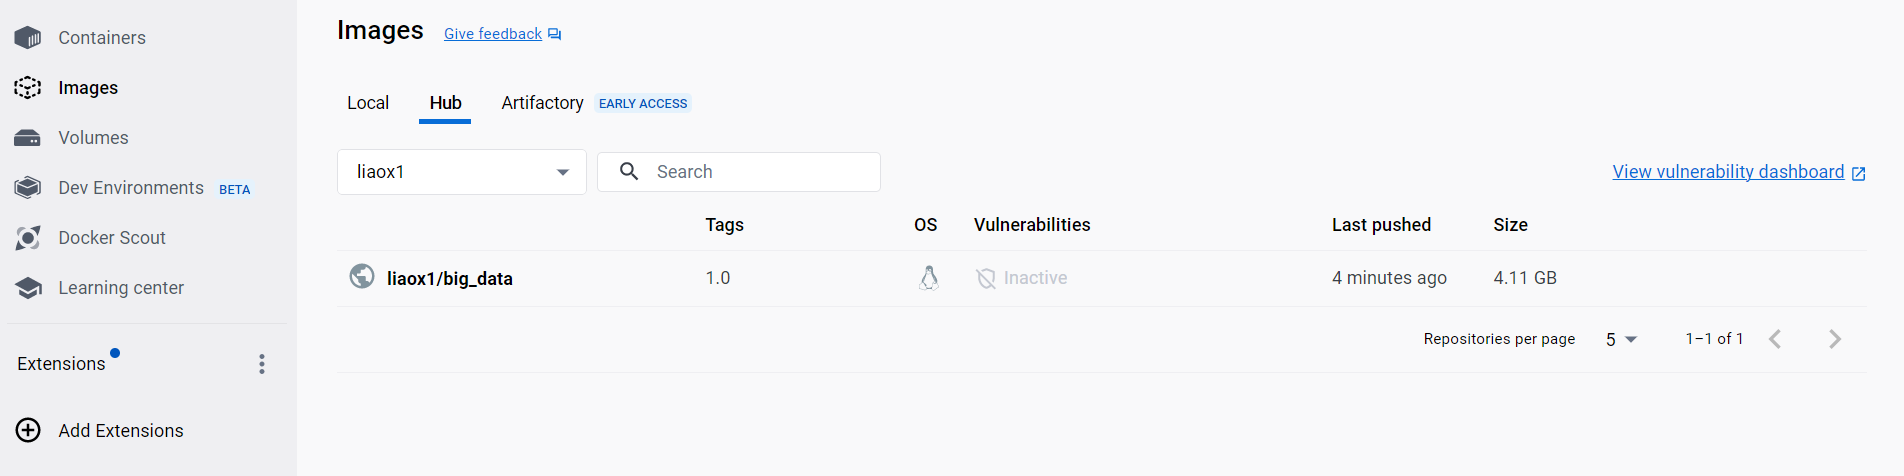 Containers
Images
Volumes
Dev Environments BETA
Docker Scout
Learning center
Extensions
Add Extensions
Images Give feedback
Local Hub Artifactory EARLY ACCESS
liaox1 Search View vulnerability dashboard
Tags OS Vulnerabilities Last pushed Size
liaox1/big_data 1.0 Inactive 4 minutes ago 4.11 GB
Repositories per page 5 1–1 of 1